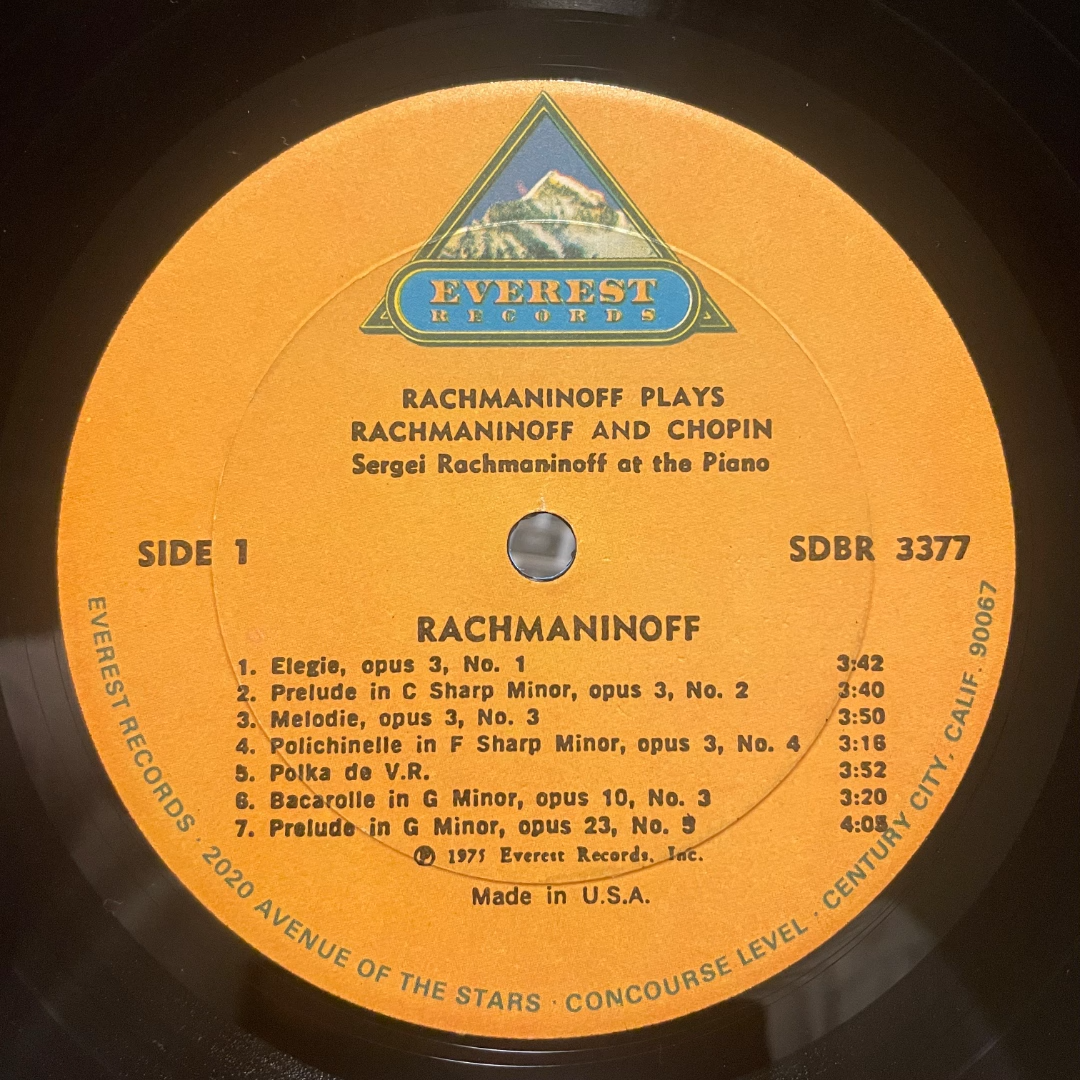 EVEREST
RECORDS
RACHMANINOFF PLAYS
RACHMANINOFF AND CHOPIN
Sergei Rachmaninoff at the Piano
SIDE 1
SDBR 3377
RACHMANINOFF
1. Elegie, opus 3, No. 1 3:42
2. Prelude in C Sharp Minor, opus 3, No. 2 3:40
3. Melodie, opus 3, No. 3 3:50
4. Polichinelle in F Sharp Minor, opus 3, No. 4 3:16
5. Polka de V.R. 3:52
6. Bacarolle in G Minor, opus 10, No. 3 3:20
7. Prelude in G Minor, opus 23, No. 5 4:05
℗ 1975 Everest Records, Inc.
Made in U.S.A.
EVEREST RECORDS · 2020 AVENUE OF THE STARS · CONCOURSE LEVEL · CENTURY CITY, CALIF. 90067